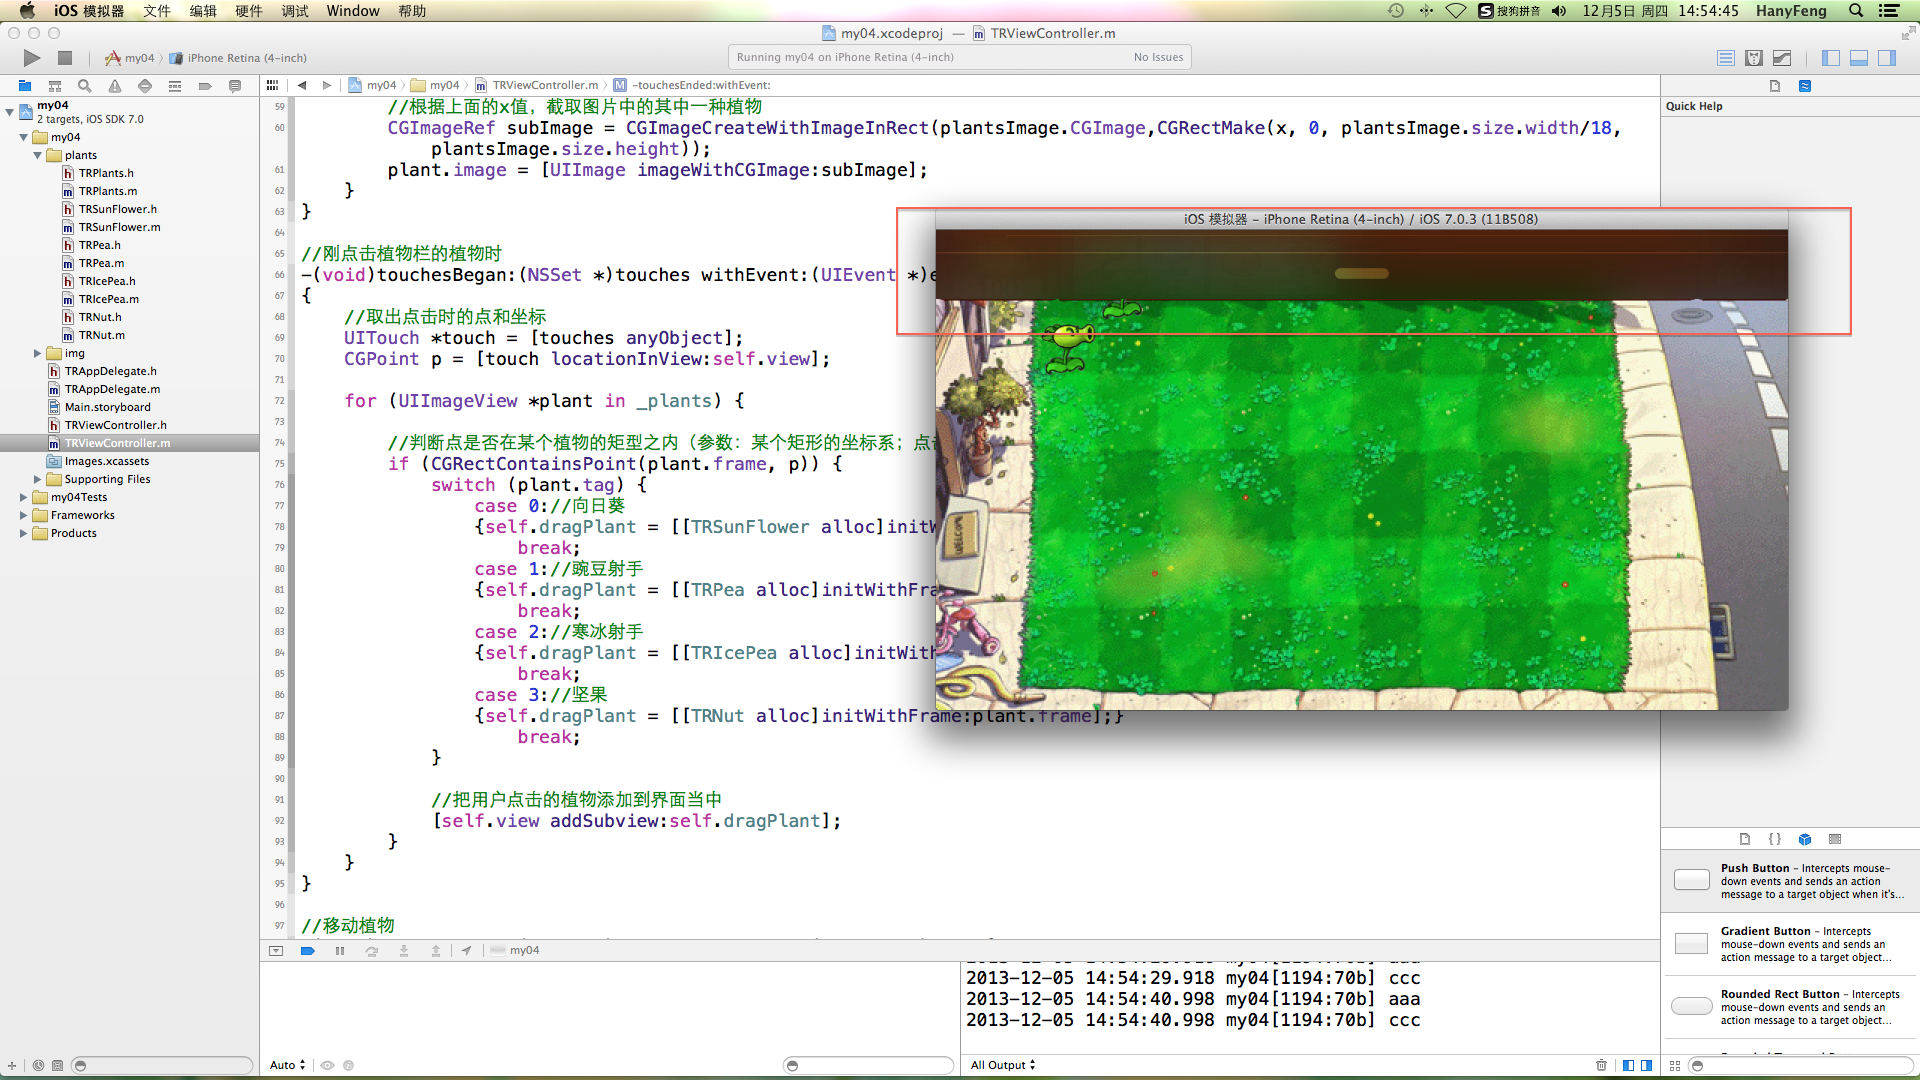 iOS 模拟器 文件 编辑 硬件 调试 Window 帮助
搜狗拼音 12月5日 周四 14:54:45 HanyFeng
my04.xcodeproj — TRViewController.m
my04 iPhone Retina (4-inch)
Running my04 on iPhone Retina (4-inch) No Issues
my04 my04 TRViewController.m -touchesEnded:withEvent:
my04
2 targets, iOS SDK 7.0
my04
plants
TRPlants.h
TRPlants.m
TRSunFlower.h
TRSunFlower.m
TRPea.h
TRPea.m
TRIcePea.h
TRIcePea.m
TRNut.h
TRNut.m
img
TRAppDelegate.h
TRAppDelegate.m
Main.storyboard
TRViewController.h
TRViewController.m
Images.xcassets
Supporting Files
my04Tests
Frameworks
Products
59 //根据上面的x值，截取图片中的其中一种植物
60 CGImageRef subImage = CGImageCreateWithImageInRect(plantsImage.CGImage,CGRectMake(x, 0, plantsImage.size.width/18,
plantsImage.size.height));
61 plant.image = [UIImage imageWithCGImage:subImage];
62 }
63 }
64
65 //刚点击植物栏的植物时
66 -(void)touchesBegan:(NSSet *)touches withEvent:(UIEvent *)e
67 {
68 //取出点击时的点和坐标
69 UITouch *touch = [touches anyObject];
70 CGPoint p = [touch locationInView:self.view];
71
72 for (UIImageView *plant in _plants) {
73
74 //判断点是否在某个植物的矩型之内（参数：某个矩形的坐标系；点
75 if (CGRectContainsPoint(plant.frame, p)) {
76 switch (plant.tag) {
77 case 0://向日葵
78 {self.dragPlant = [[TRSunFlower alloc]initW
79 break;
80 case 1://豌豆射手
81 {self.dragPlant = [[TRPea alloc]initWithFra
82 break;
83 case 2://寒冰射手
84 {self.dragPlant = [[TRIcePea alloc]initWith
85 break;
86 case 3://坚果
87 {self.dragPlant = [[TRNut alloc]initWithFrame:plant.frame];}
88 break;
89 }
90
91 //把用户点击的植物添加到界面当中
92 [self.view addSubview:self.dragPlant];
93 }
94 }
95 }
96
97 //移动植物
iOS 模拟器 – iPhone Retina (4-inch) / iOS 7.0.3 (11B508)
WELCOME
my04
2013-12-05 14:54:29.918 my04[1194:70b] ccc
2013-12-05 14:54:40.998 my04[1194:70b] aaa
2013-12-05 14:54:40.998 my04[1194:70b] ccc
Auto
All Output
Quick Help
Push Button – Intercepts mouse-
down events and sends an action
message to a target object when it's...
Gradient Button – Intercepts
mouse-down events and sends an
action message to a target object...
Rounded Rect Button – Intercepts
mouse-down events and sends an
action message to a target object...